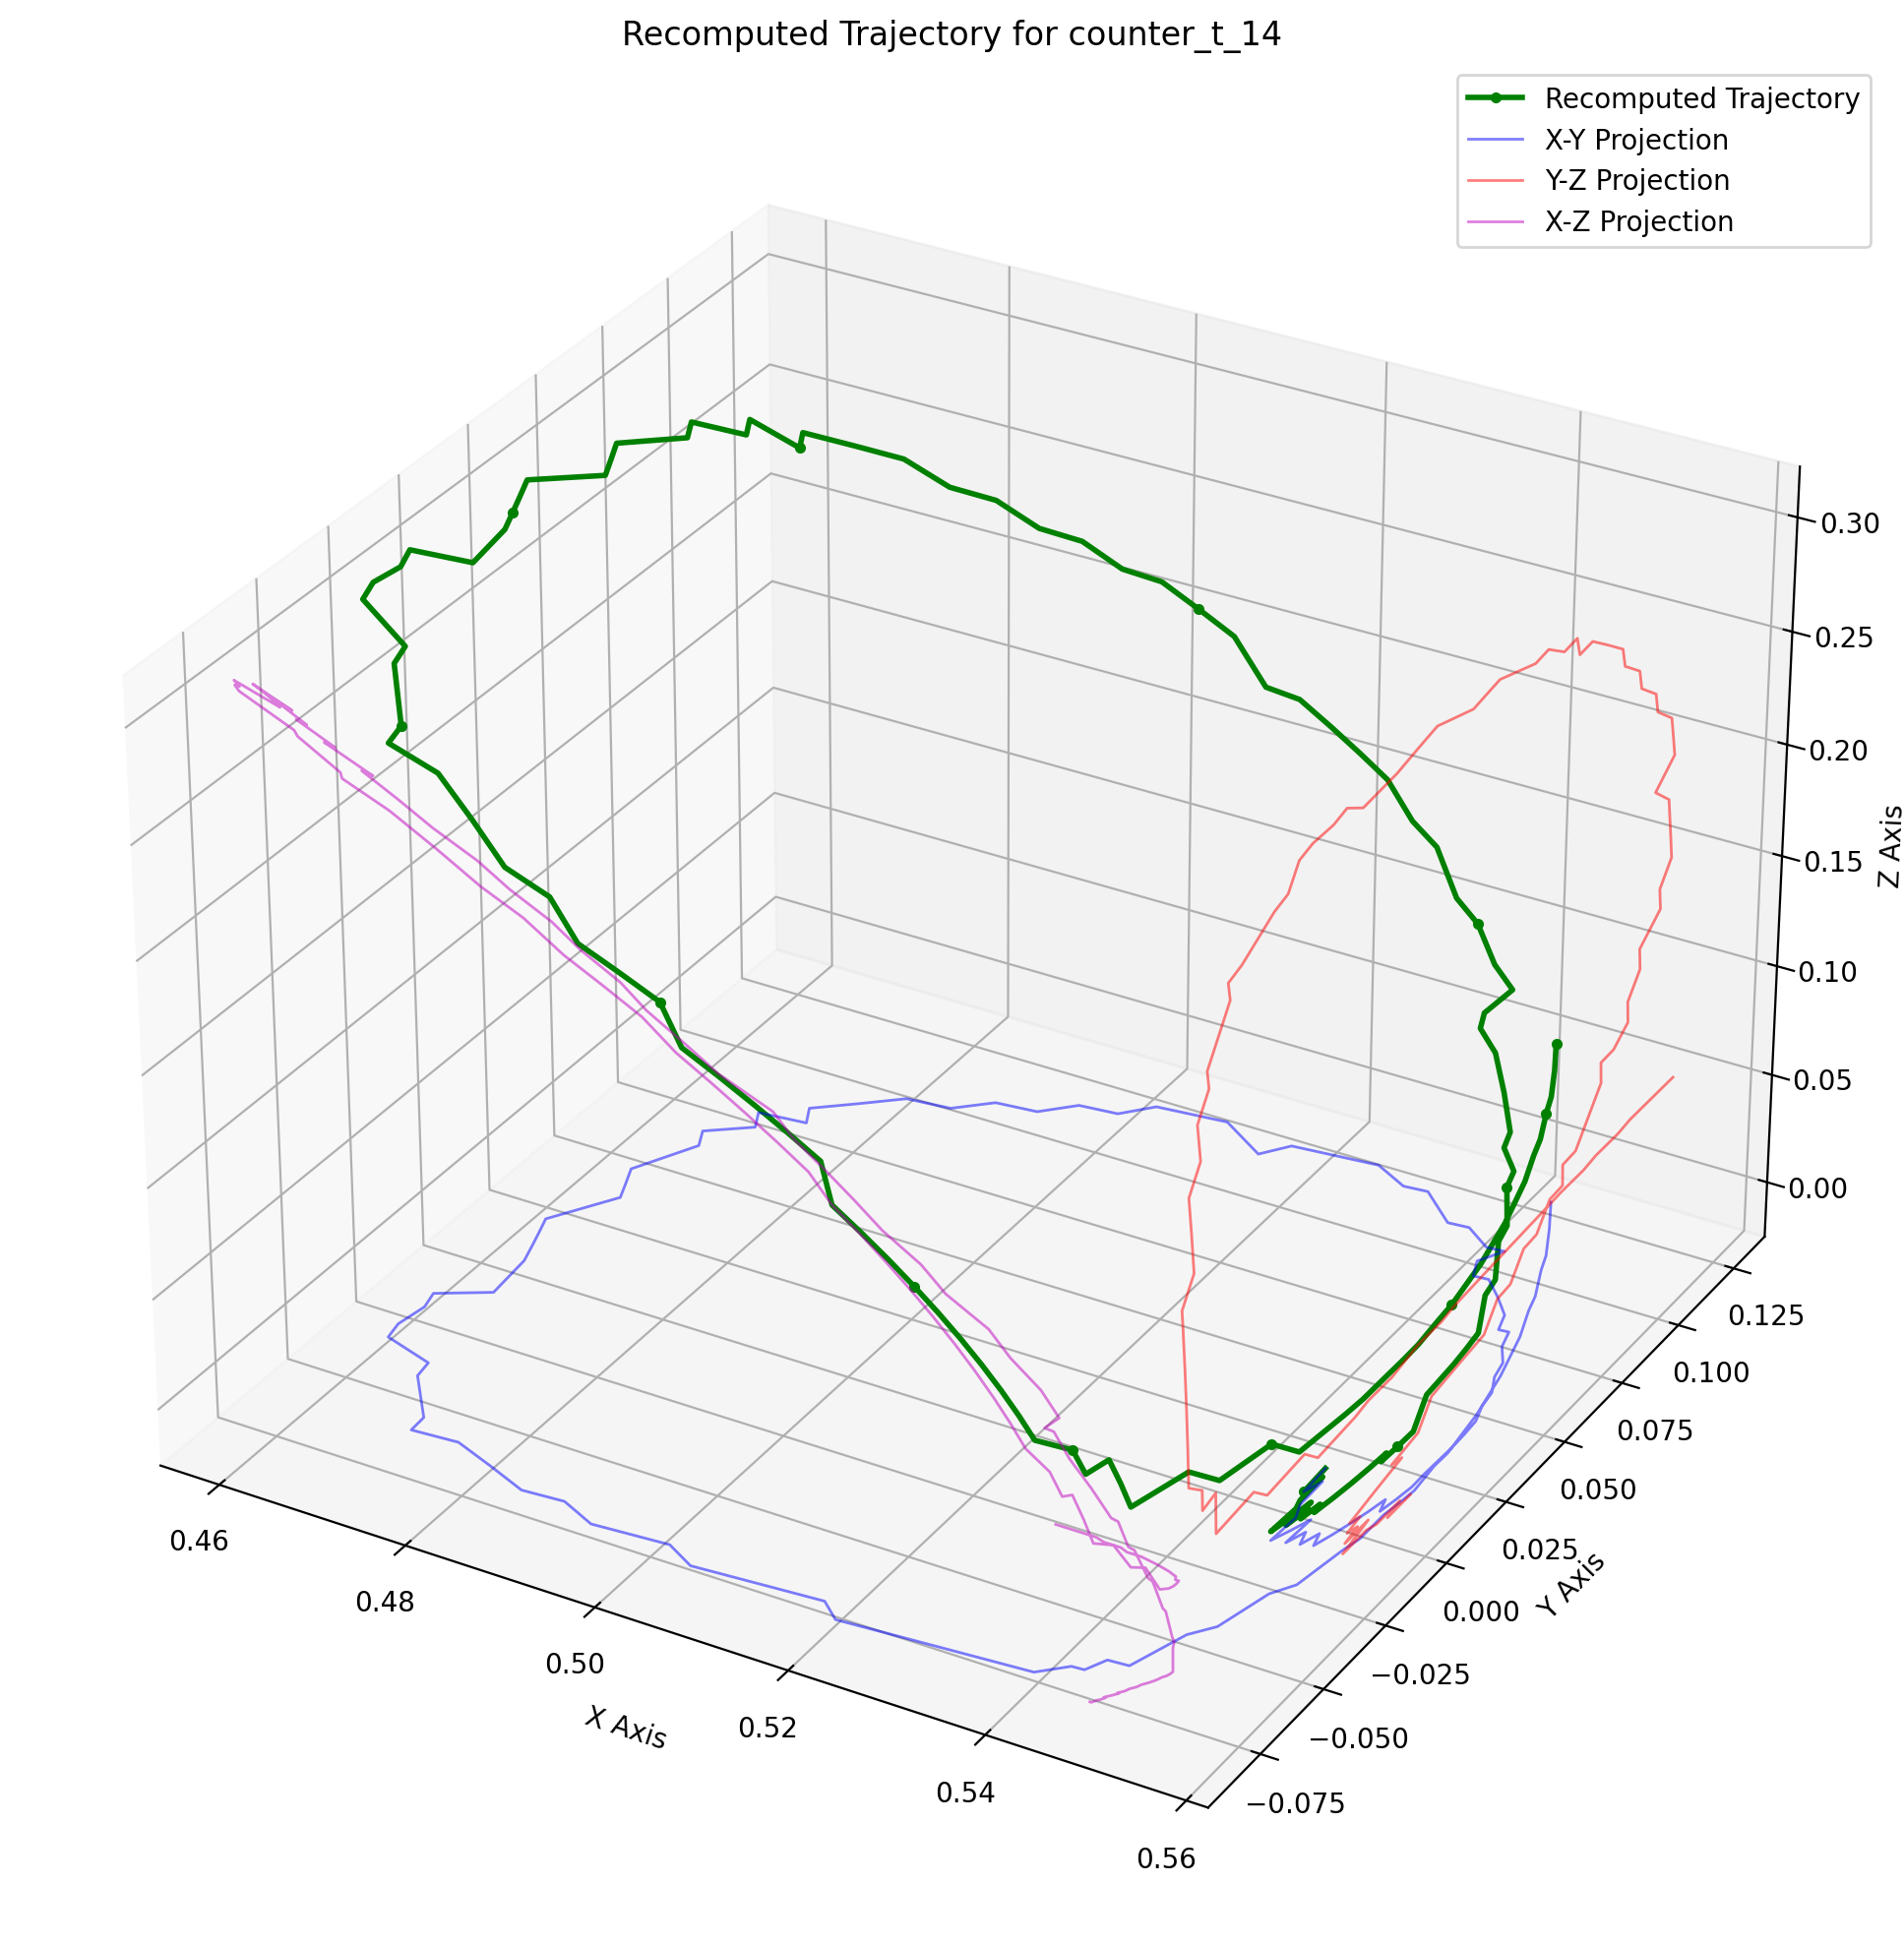 Recomputed Trajectory for counter_t_14
Recomputed Trajectory
X-Y Projection
Y-Z Projection
X-Z Projection
0.30
0.25
0.20
0.15
0.10
0.05
0.00
Z Axis
0.125
0.100
0.075
0.050
0.025
0.000
−0.025
−0.050
−0.075
Y Axis
0.46
0.48
0.50
0.52
0.54
0.56
X Axis